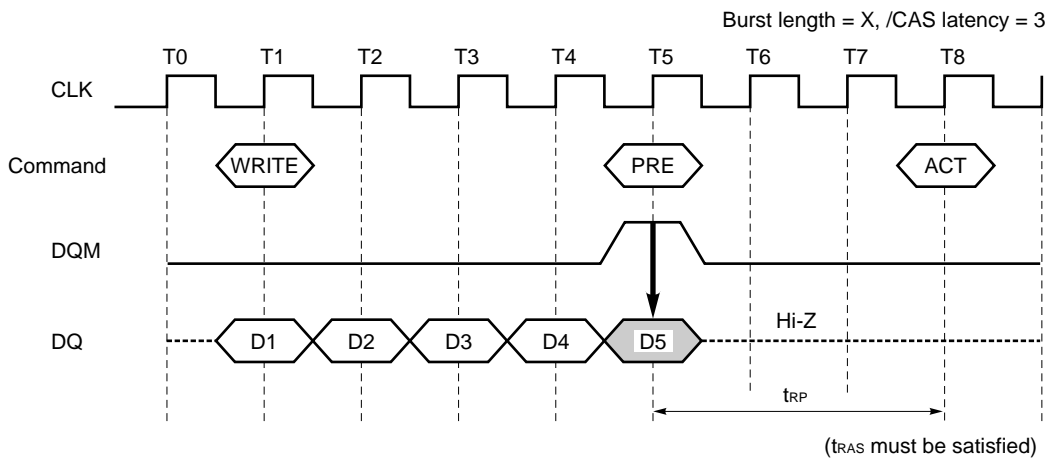 Burst length = X, /CAS latency = 3
T0 T1 T2 T3 T4 T5 T6 T7 T8
CLK
Command WRITE PRE ACT
DQM
DQ D1 D2 D3 D4 D5 Hi-Z
tRP
(tRAS must be satisfied)